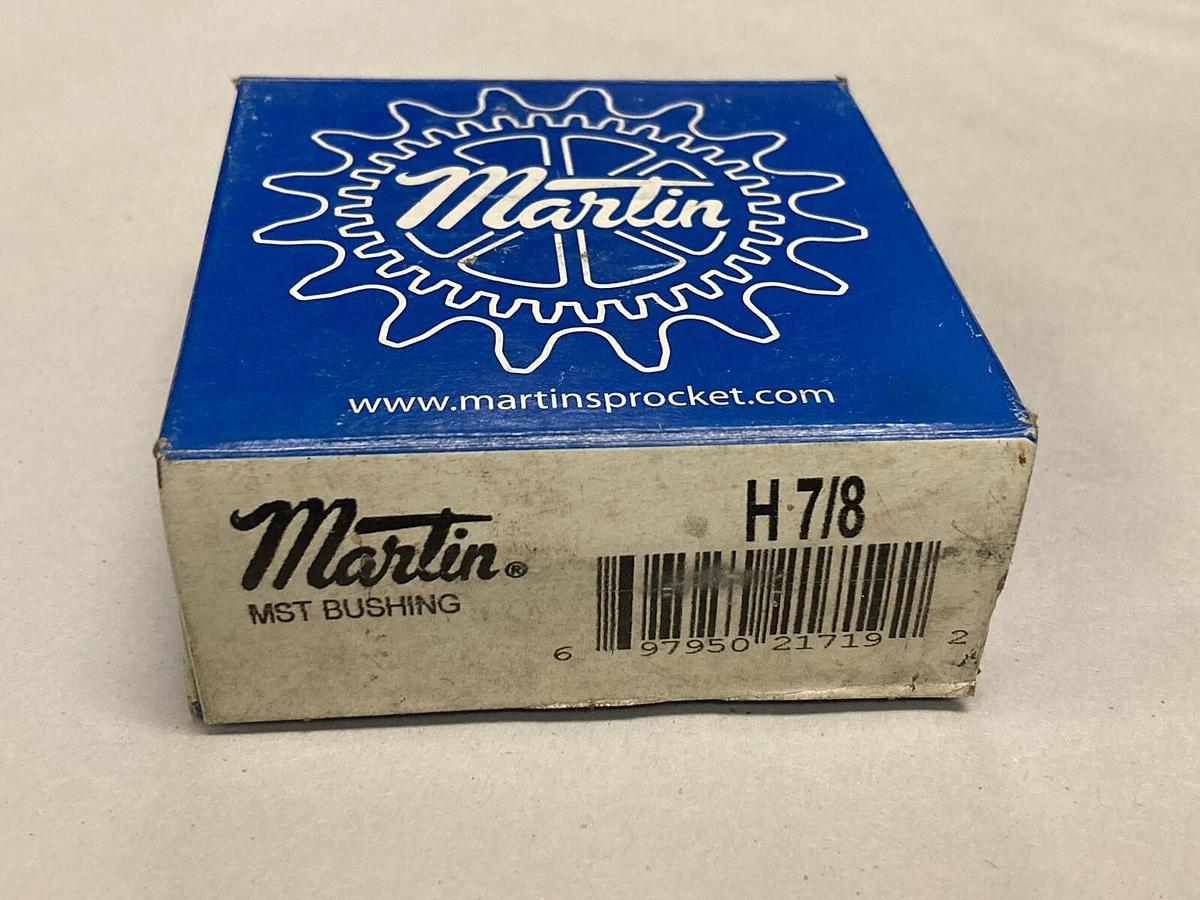 Martin
www.martinsprocket.com
Martin®
MST BUSHING
H 7/8
6 97950 21719 2